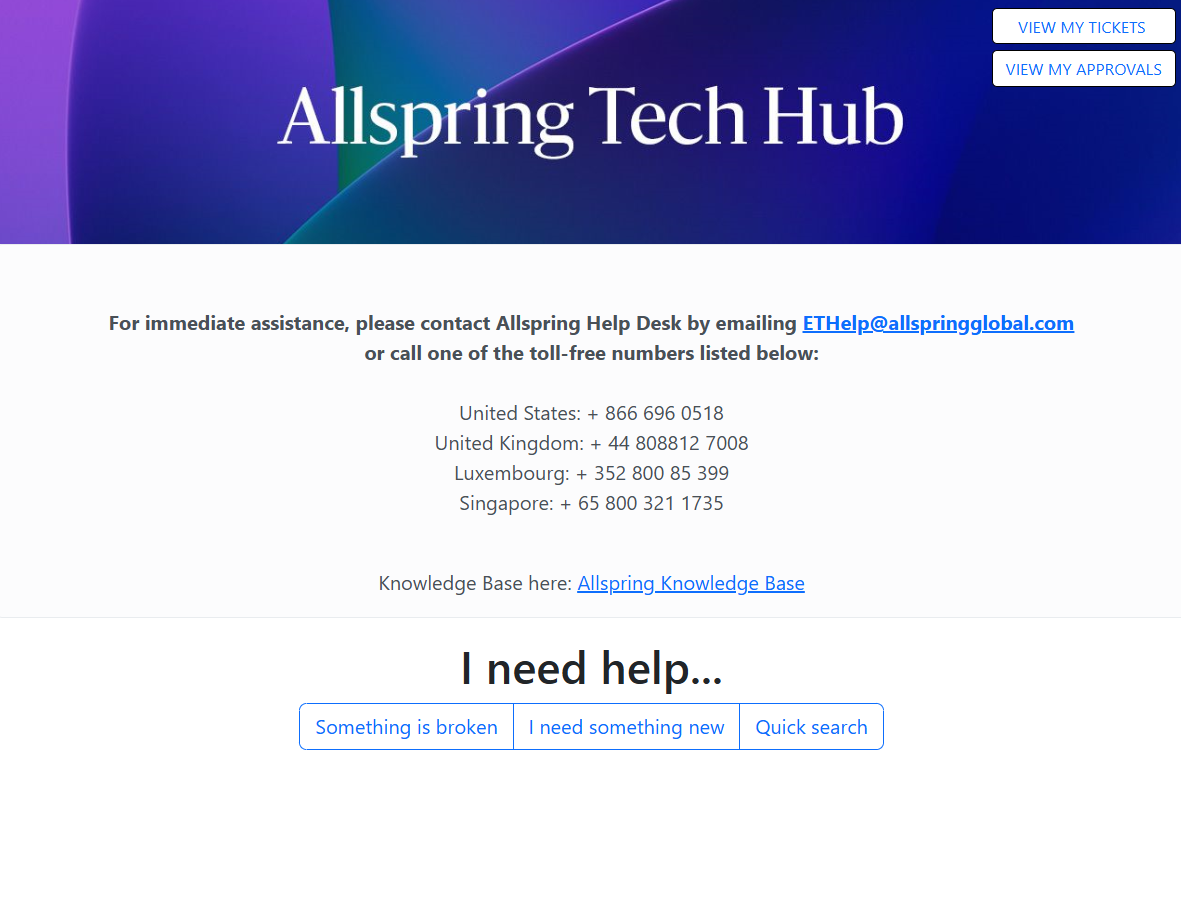 VIEW MY TICKETS
VIEW MY APPROVALS
Allspring Tech Hub
For immediate assistance, please contact Allspring Help Desk by emailing ETHelp@allspringglobal.com
or call one of the toll-free numbers listed below:
United States: + 866 696 0518
United Kingdom: + 44 808812 7008
Luxembourg: + 352 800 85 399
Singapore: + 65 800 321 1735
Knowledge Base here: Allspring Knowledge Base
I need help...
Something is broken
I need something new
Quick search